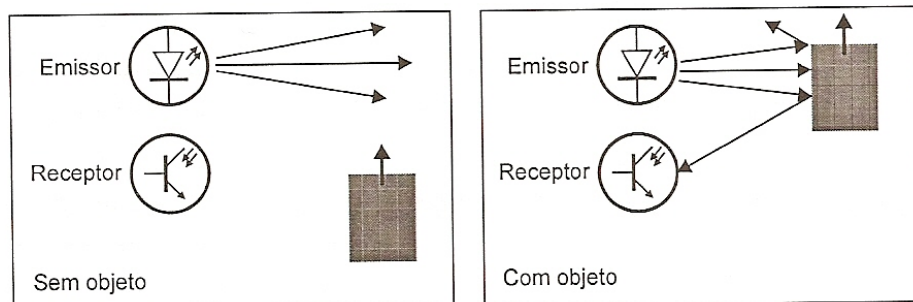 Emissor
Receptor
Sem objeto
Emissor
Receptor
Com objeto